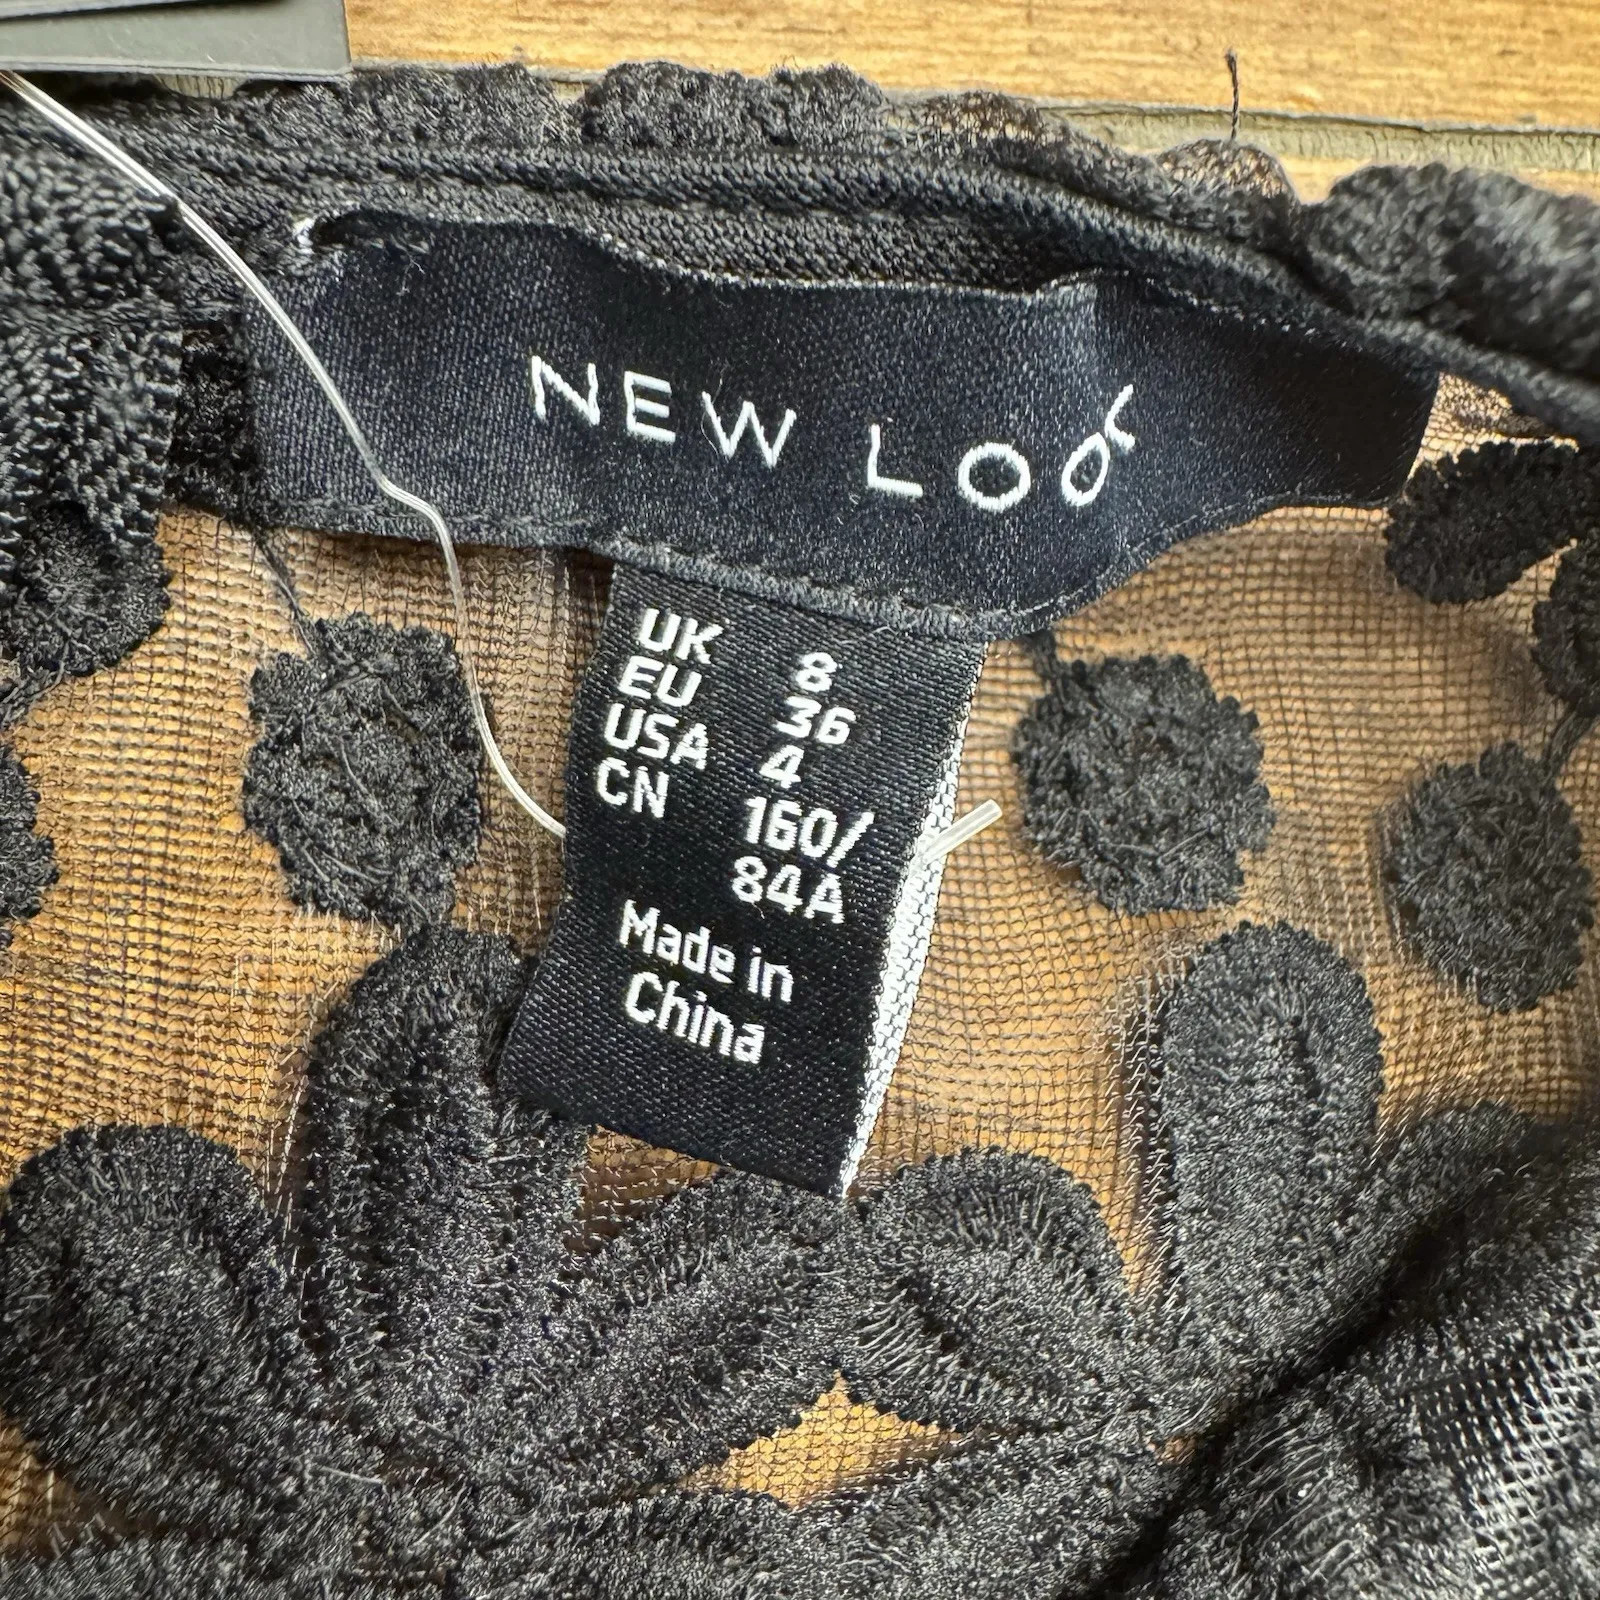 NEW LOOK
UK 8
EU 36
USA 4
CN 160/
84A
Made in
China